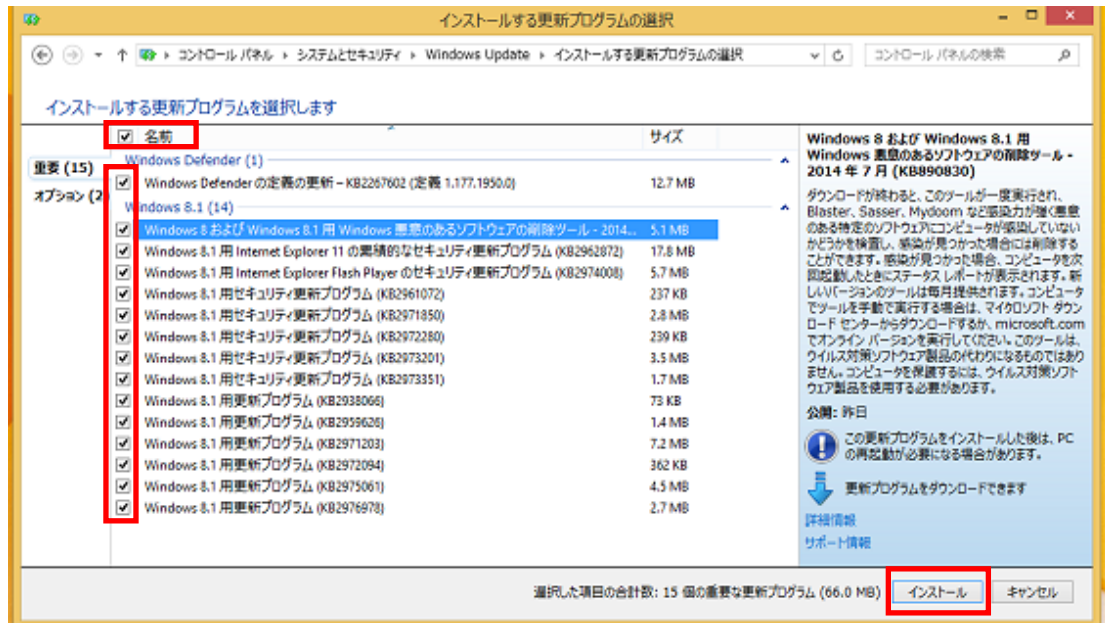 インストールする更新プログラムの選択
コントロール パネル ▸ システムとセキュリティ ▸ Windows Update ▸ インストールする更新プログラムの選択
コントロール パネルの検索
インストールする更新プログラムを選択します
名前 サイズ
重要 (15)
オプション (2)
Windows Defender (1)
Windows Defender の定義の更新 – KB2267602 (定義 1.177.1950.0) 12.7 MB
Windows 8.1 (14)
Windows 8 および Windows 8.1 用 Windows 悪意のあるソフトウェアの削除ツール - 2014... 5.1 MB
Windows 8.1 用 Internet Explorer 11 の累積的なセキュリティ更新プログラム (KB2962872) 17.8 MB
Windows 8.1 用 Internet Explorer Flash Player のセキュリティ更新プログラム (KB2974008) 5.7 MB
Windows 8.1 用セキュリティ更新プログラム (KB2961072) 237 KB
Windows 8.1 用セキュリティ更新プログラム (KB2971850) 2.8 MB
Windows 8.1 用セキュリティ更新プログラム (KB2972280) 239 KB
Windows 8.1 用セキュリティ更新プログラム (KB2973201) 3.5 MB
Windows 8.1 用セキュリティ更新プログラム (KB2973351) 1.7 MB
Windows 8.1 用更新プログラム (KB2938066) 73 KB
Windows 8.1 用更新プログラム (KB2959626) 1.4 MB
Windows 8.1 用更新プログラム (KB2971203) 7.2 MB
Windows 8.1 用更新プログラム (KB2972094) 362 KB
Windows 8.1 用更新プログラム (KB2975061) 4.5 MB
Windows 8.1 用更新プログラム (KB2976978) 2.7 MB
Windows 8 および Windows 8.1 用
Windows 悪意のあるソフトウェアの削除ツール -
2014 年 7 月 (KB890830)
ダウンロードが終わると、このツールが一度実行され、
Blaster、Sasser、Mydoom など感染力が強く悪意
のある特定のソフトウェアにコンピュータが感染していない
かどうかを検査し、感染が見つかった場合には削除する
ことができます。感染が見つかった場合、コンピュータを次
回起動したときにステータス レポートが表示されます。新
しいバージョンのツールは毎月提供されます。コンピュータ
でツールを手動で実行する場合は、マイクロソフト ダウン
ロード センターからダウンロードするか、microsoft.com
でオンライン バージョンを実行してください。このツールは、
ウイルス対策ソフトウェア製品の代わりになるものではあり
ません。コンピュータを保護するには、ウイルス対策ソフト
ウェア製品を使用する必要があります。
公開: 昨日
この更新プログラムをインストールした後は、PC
の再起動が必要になる場合があります。
更新プログラムをダウンロードできます
詳細情報
サポート情報
選択した項目の合計数: 15 個の重要な更新プログラム (66.0 MB) インストール キャンセル